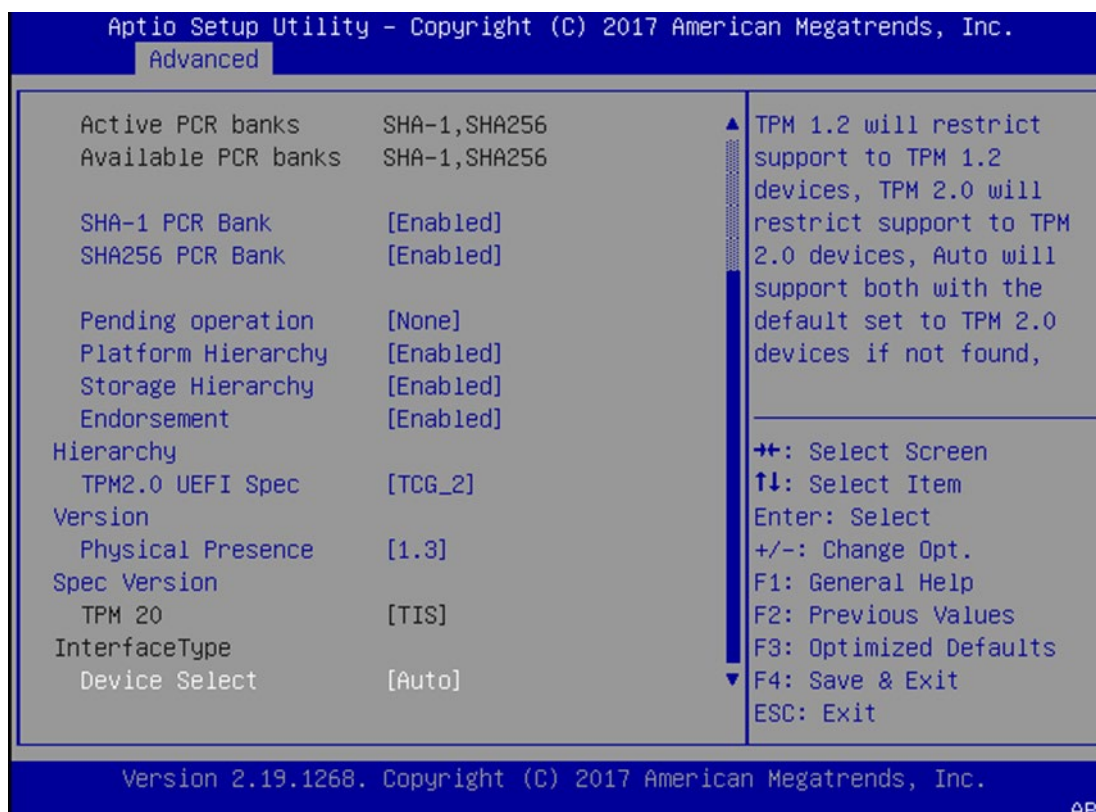 Aptio Setup Utility – Copyright (C) 2017 American Megatrends, Inc.
Advanced
Active PCR banks SHA-1,SHA256
Available PCR banks SHA-1,SHA256
SHA-1 PCR Bank [Enabled]
SHA256 PCR Bank [Enabled]
Pending operation [None]
Platform Hierarchy [Enabled]
Storage Hierarchy [Enabled]
Endorsement [Enabled]
Hierarchy
TPM2.0 UEFI Spec [TCG_2]
Version
Physical Presence [1.3]
Spec Version
TPM 20 [TIS]
InterfaceType
Device Select [Auto]
TPM 1.2 will restrict
support to TPM 1.2
devices, TPM 2.0 will
restrict support to TPM
2.0 devices, Auto will
support both with the
default set to TPM 2.0
devices if not found,
→←: Select Screen
↑↓: Select Item
Enter: Select
+/-: Change Opt.
F1: General Help
F2: Previous Values
F3: Optimized Defaults
F4: Save & Exit
ESC: Exit
Version 2.19.1268. Copyright (C) 2017 American Megatrends, Inc.